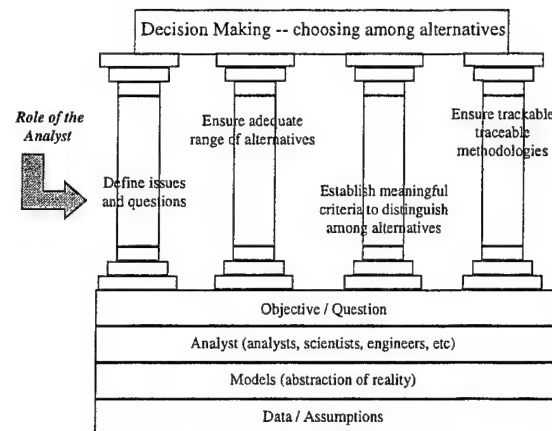 Decision Making -- choosing among alternatives
Role of the
Analyst
Define issues
and questions
Ensure adequate
range of alternatives
Establish meaningful
criteria to distinguish
among alternatives
Ensure trackable
traceable
methodologies
Objective / Question
Analyst (analysts, scientists, engineers, etc)
Models (abstraction of reality)
Data / Assumptions